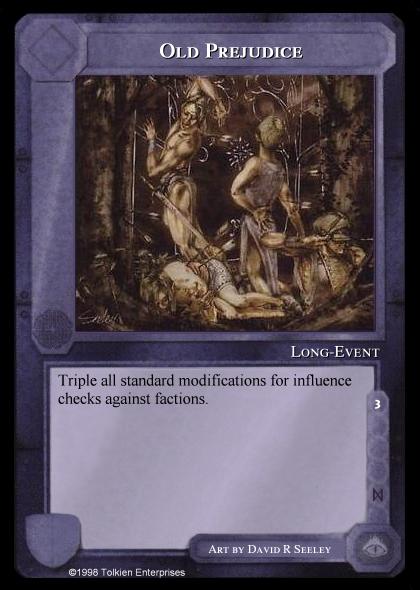 Old Prejudice
Seeley
Long-Event
Triple all standard modifications for influence
checks against factions.
3
Art by David R Seeley
©1998 Tolkien Enterprises